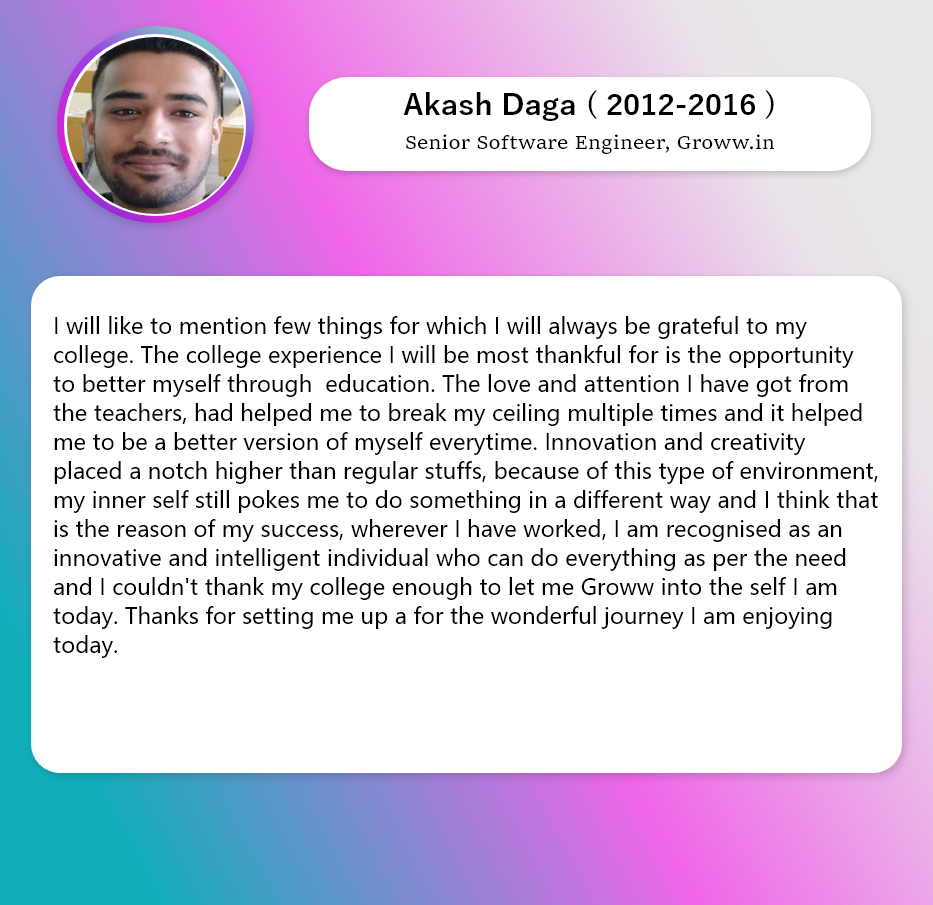 Akash Daga ( 2012-2016 )
Senior Software Engineer, Groww.in
I will like to mention few things for which I will always be grateful to my
college. The college experience I will be most thankful for is the opportunity
to better myself through  education. The love and attention I have got from
the teachers, had helped me to break my ceiling multiple times and it helped
me to be a better version of myself everytime. Innovation and creativity
placed a notch higher than regular stuffs, because of this type of environment,
my inner self still pokes me to do something in a different way and I think that
is the reason of my success, wherever I have worked, I am recognised as an
innovative and intelligent individual who can do everything as per the need
and I couldn't thank my college enough to let me Groww into the self I am
today. Thanks for setting me up a for the wonderful journey I am enjoying
today.